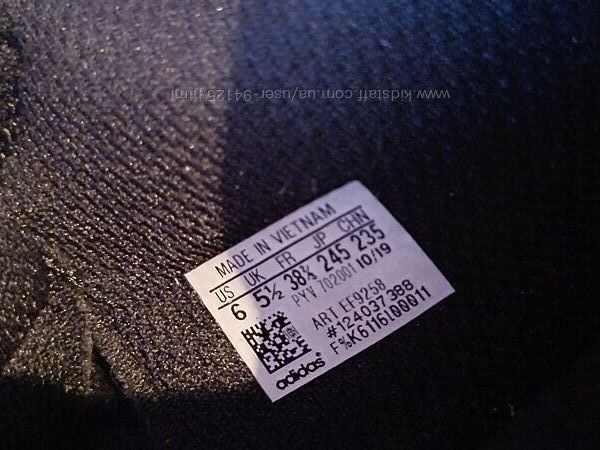 www.kidstaff.com.ua/user-94125.html
MADE IN VIETNAM
US UK FR JP CHN
6 5½ 38⅔ 245 235
PYV 702001 10/19
ART EF9258
#124037388
F%K6116L00011
adidas